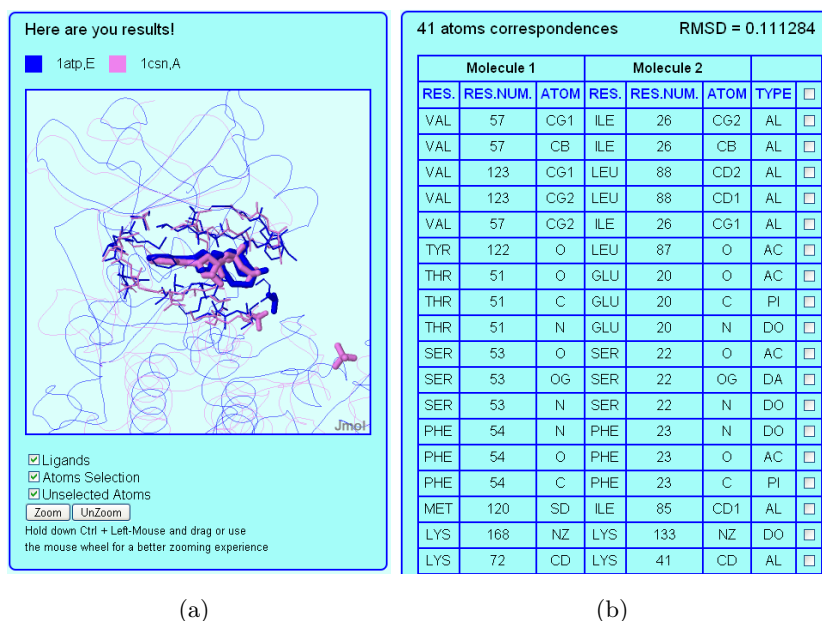 Here are you results!
1atp,E 1csn,A
Jmol
Ligands
Atoms Selection
Unselected Atoms
Zoom UnZoom
Hold down Ctrl + Left-Mouse and drag or use
the mouse wheel for a better zooming experience
(a)
41 atoms correspondences RMSD = 0.111284
Molecule 1 Molecule 2
RES. RES.NUM. ATOM RES. RES.NUM. ATOM TYPE
VAL 57 CG1 ILE 26 CG2 AL
VAL 57 CB ILE 26 CB AL
VAL 123 CG1 LEU 88 CD2 AL
VAL 123 CG2 LEU 88 CD1 AL
VAL 57 CG2 ILE 26 CG1 AL
TYR 122 O LEU 87 O AC
THR 51 O GLU 20 O AC
THR 51 C GLU 20 C PI
THR 51 N GLU 20 N DO
SER 53 O SER 22 O AC
SER 53 OG SER 22 OG DA
SER 53 N SER 22 N DO
PHE 54 N PHE 23 N DO
PHE 54 O PHE 23 O AC
PHE 54 C PHE 23 C PI
MET 120 SD ILE 85 CD1 AL
LYS 168 NZ LYS 133 NZ DO
LYS 72 CD LYS 41 CD AL
(b)